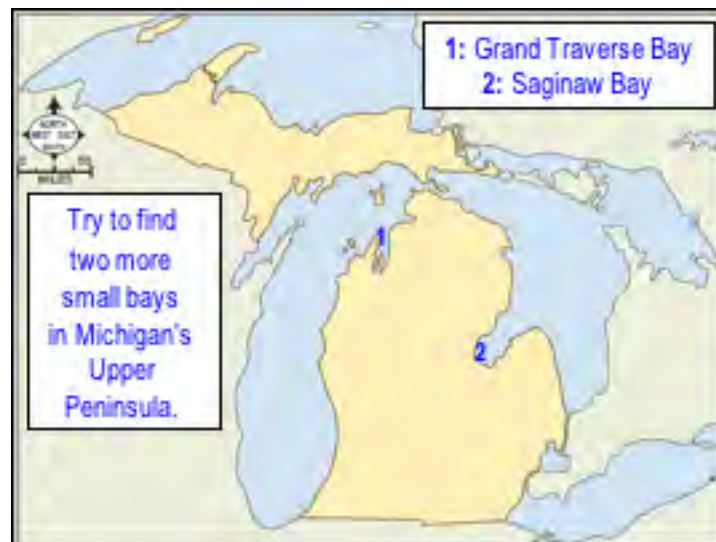 1: Grand Traverse Bay
2: Saginaw Bay
NORTH
WEST EAST
MILES
Try to find
two more
small bays
in Michigan's
Upper
Peninsula.
1
2